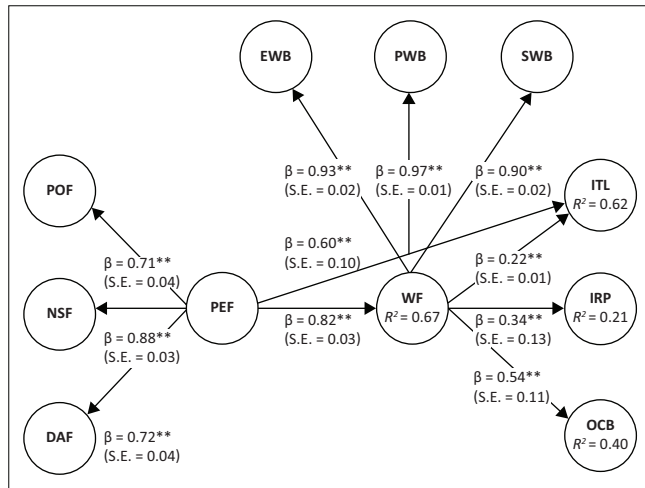 EWB
PWB
SWB
β = 0.93**
(S.E. = 0.02)
β = 0.97**
(S.E. = 0.01)
β = 0.90**
(S.E. = 0.02)
POF
ITL
R² = 0.62
β = 0.60**
(S.E. = 0.10)
β = 0.71**
(S.E. = 0.04)
β = 0.22**
(S.E. = 0.01)
NSF
PEF
WF
R² = 0.67
IRP
R² = 0.21
β = 0.88**
(S.E. = 0.03)
β = 0.82**
(S.E. = 0.03)
β = 0.34**
(S.E. = 0.13)
β = 0.54**
(S.E. = 0.11)
DAF
β = 0.72**
(S.E. = 0.04)
OCB
R² = 0.40